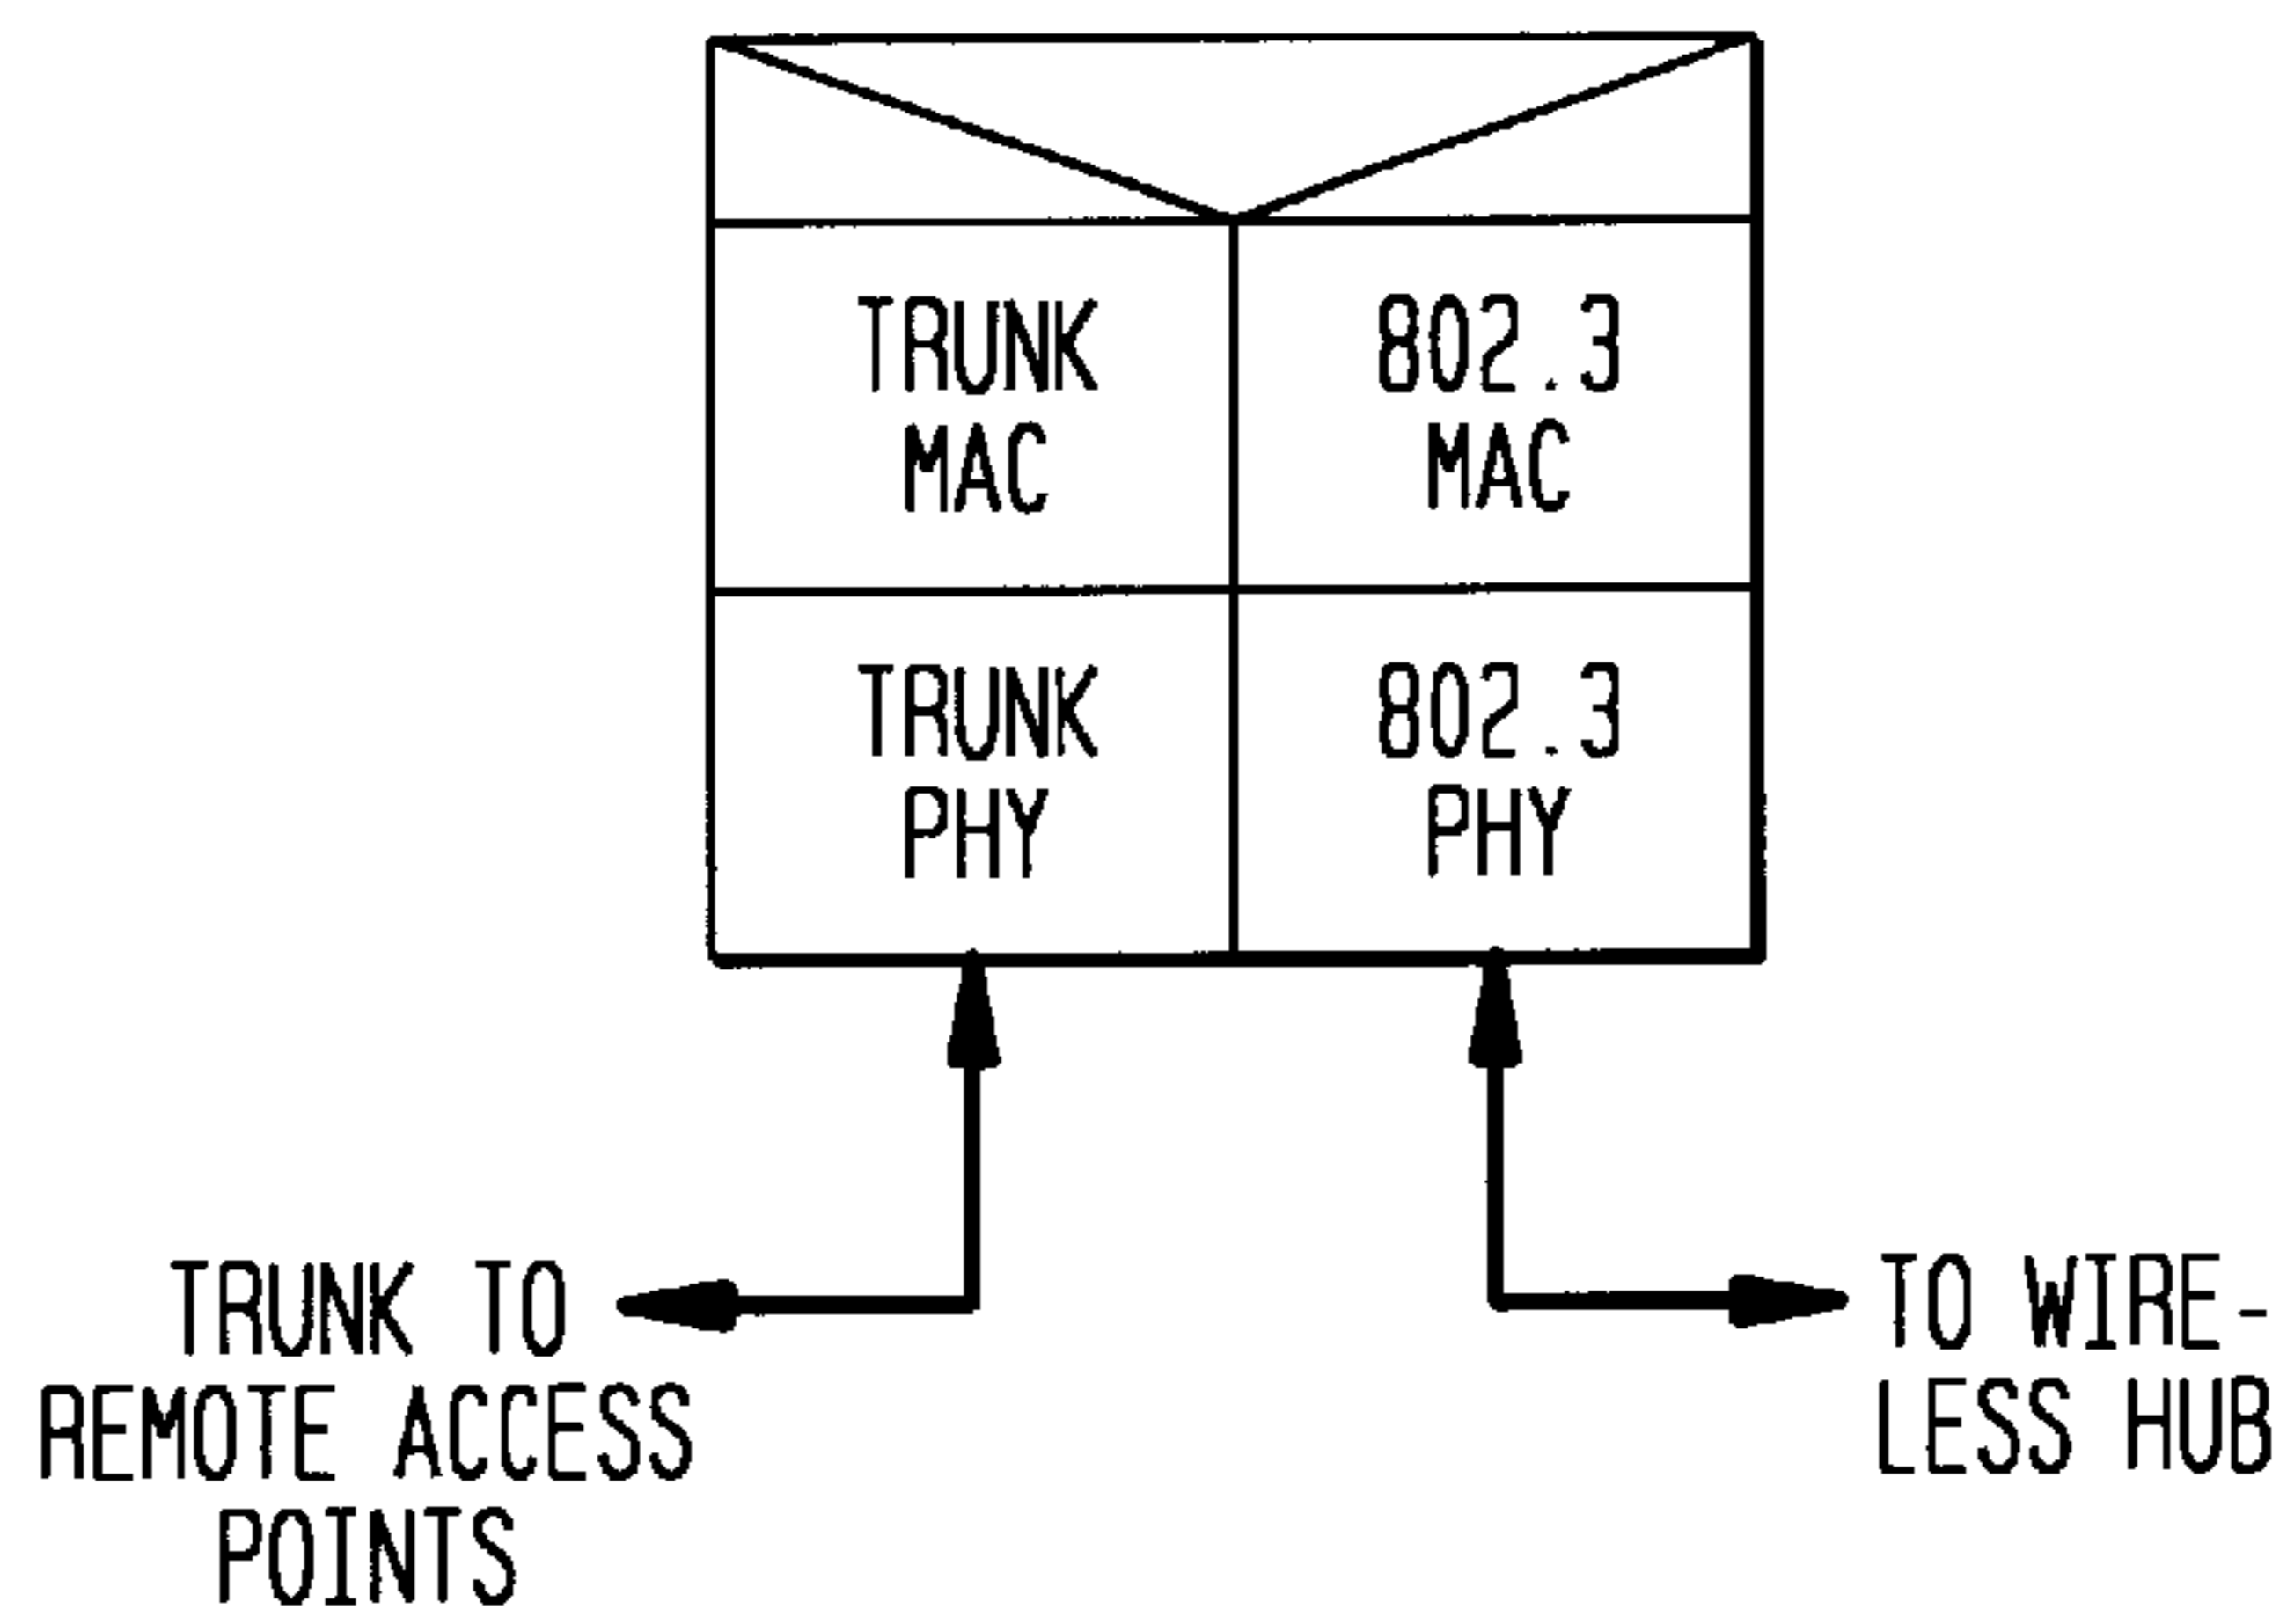 TRUNK
MAC
802.3
MAC
TRUNK
PHY
802.3
PHY
TRUNK TO
REMOTE ACCESS
POINTS
TO WIRE-
LESS HUB